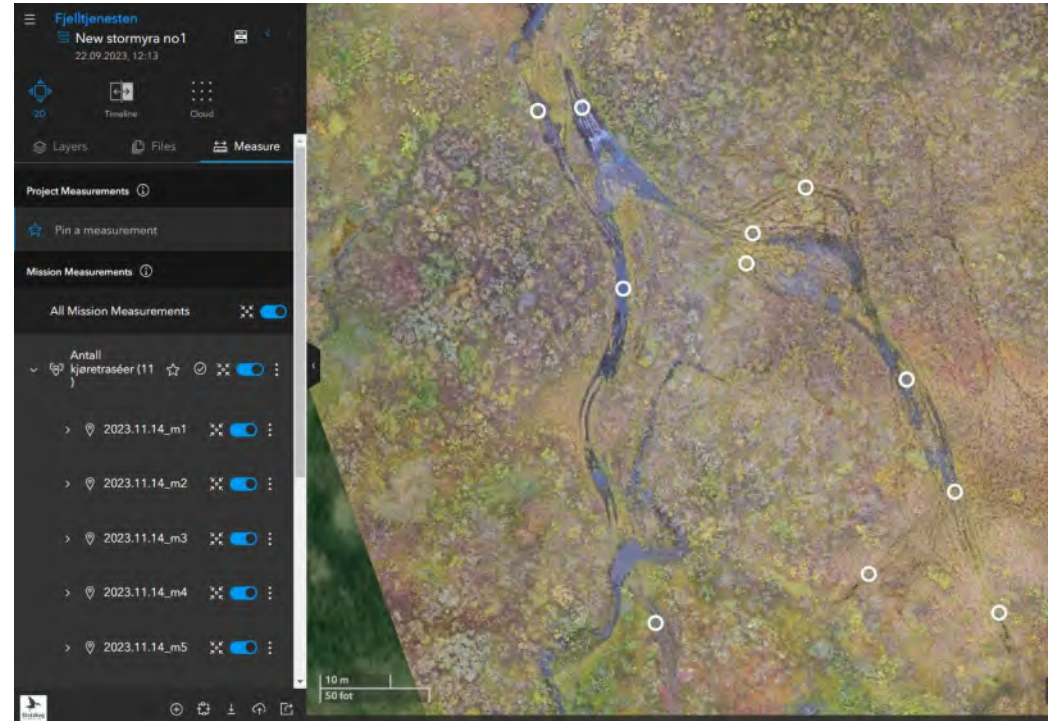 Fjelltjenesten
New stormyra no1
22.09.2023, 12:13
2D
Timeline
Cloud
Layers
Files
Measure
Project Measurements
Pin a measurement
Mission Measurements
All Mission Measurements
Antall
kjøretraséer (11
)
2023.11.14_m1
2023.11.14_m2
2023.11.14_m3
2023.11.14_m4
2023.11.14_m5
10 m
50 fot